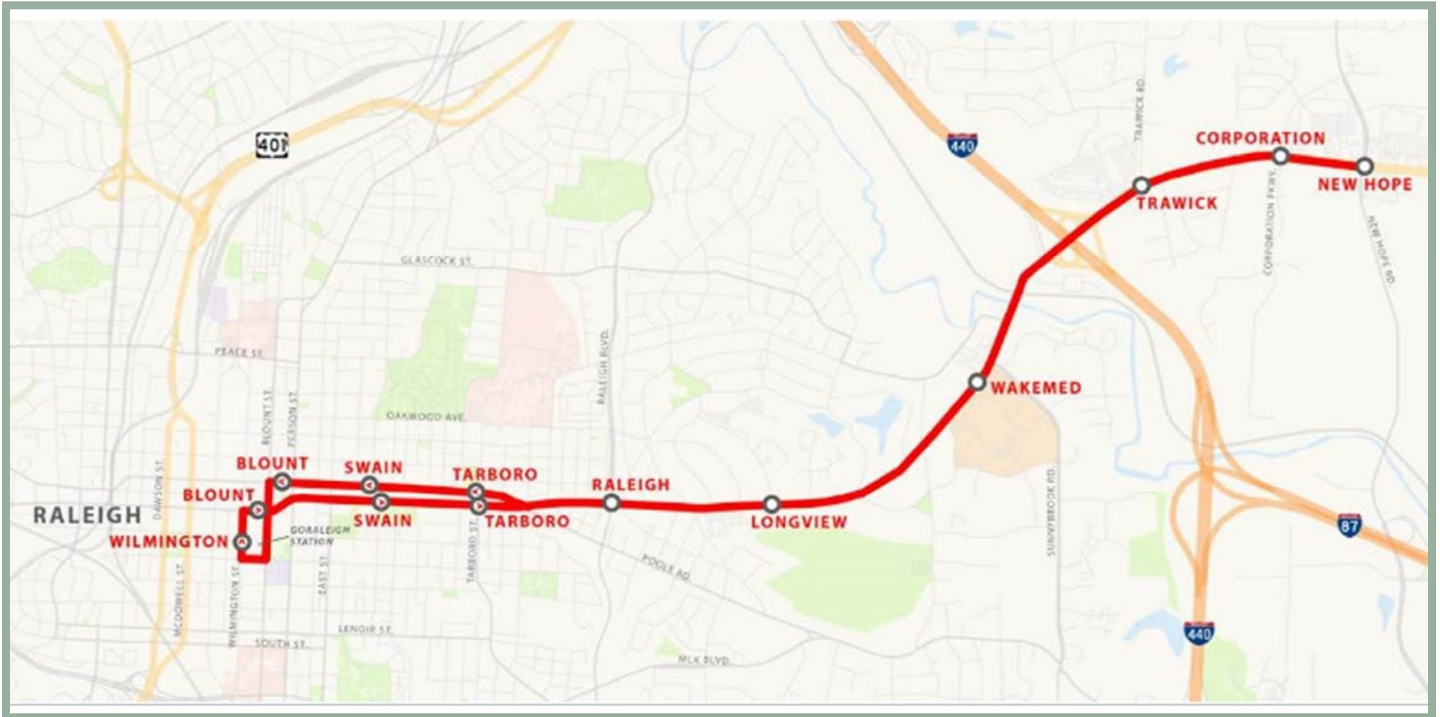 401
440
TRAWICK RD.
CORPORATION
NEW HOPE
TRAWICK
CORPORATION PKWY.
NEW HOPE RD.
GLASCOCK ST.
PEACE ST.
RALEIGH BLVD.
WAKEMED
BLOUNT ST.
PERSON ST.
OAKWOOD AVE.
BLOUNT
SWAIN
TARBORO
RALEIGH
DAWSON ST.
BLOUNT
RALEIGH
SWAIN
TARBORO
LONGVIEW
SUNNYBROOK RD.
87
WILMINGTON
GORALEIGH
STATION
TARBORO ST.
EAST ST.
POOLE RD.
MCDOWELL ST.
WILMINGTON ST.
LENOIR ST.
SOUTH ST.
MLK BLVD.
440